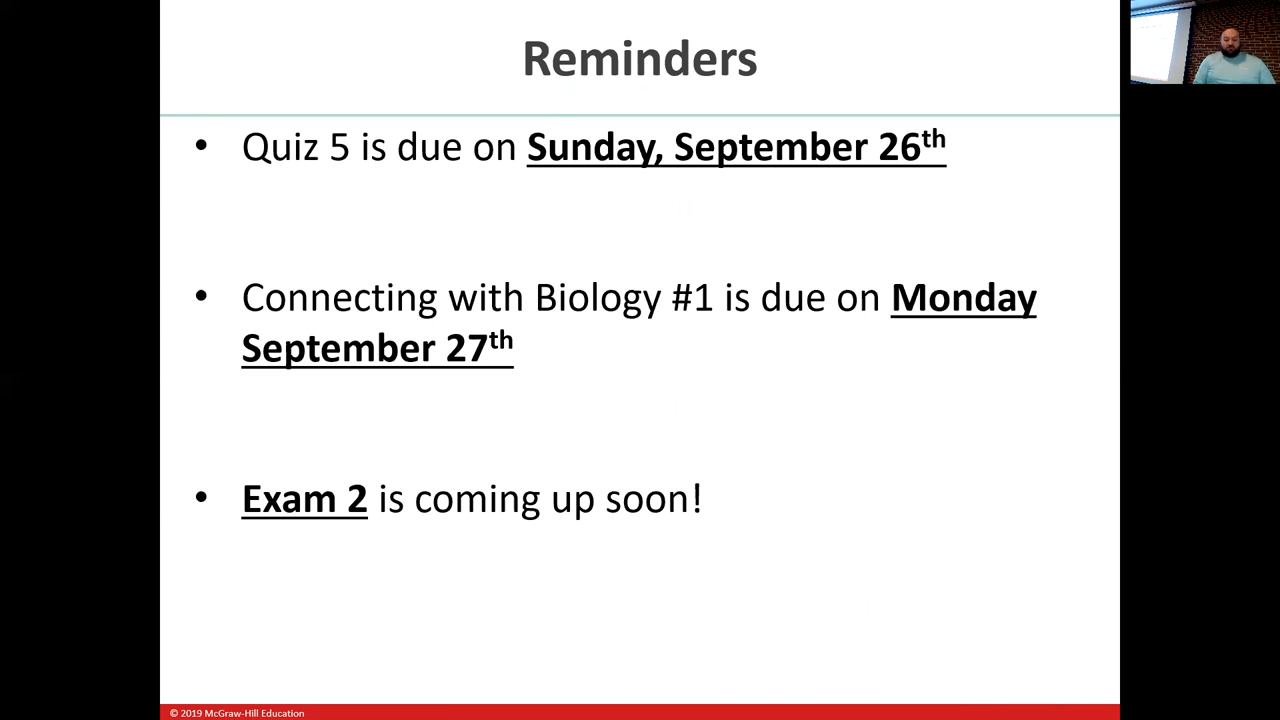 Reminders
• Quiz 5 is due on Sunday, September 26th
• Connecting with Biology #1 is due on Monday
September 27th
• Exam 2 is coming up soon!
© 2019 McGraw-Hill Education